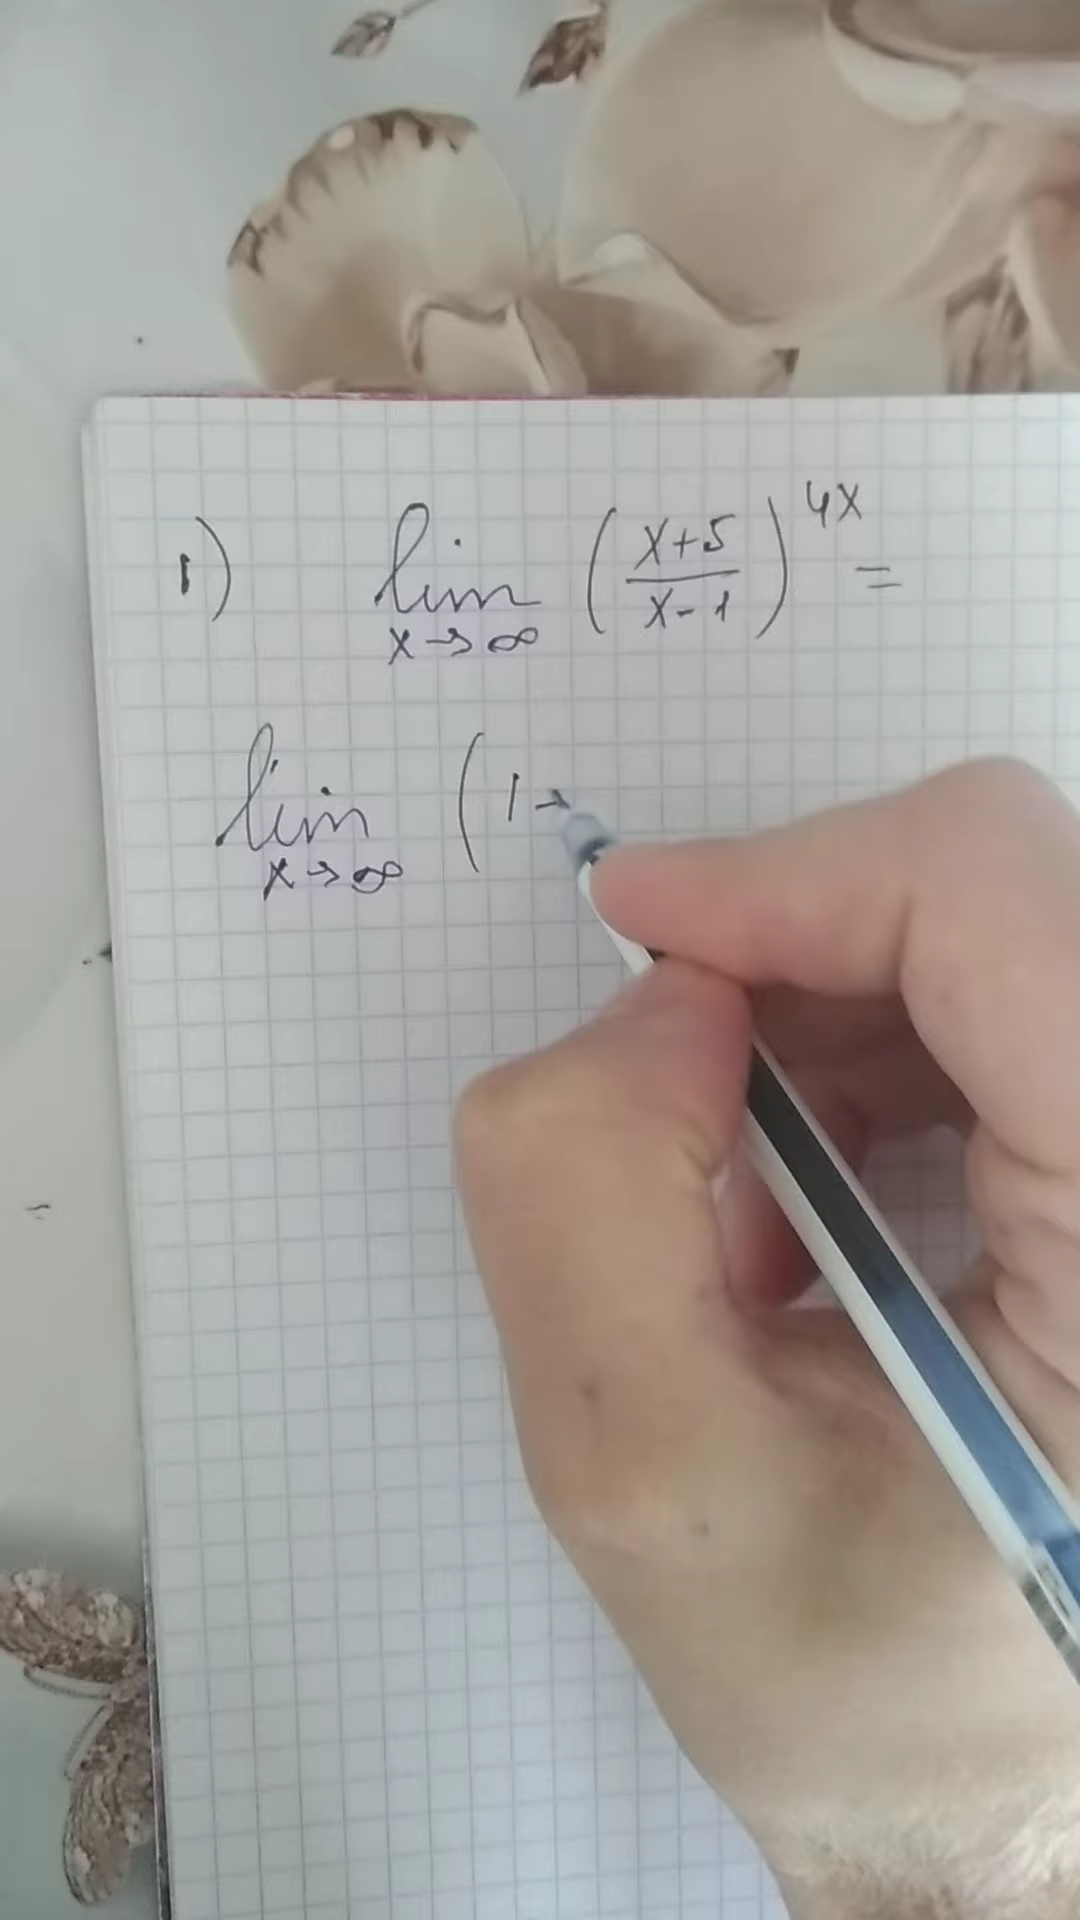 1) lim x→∞ (x+5/x-1)^4x =
lim x→∞ (1